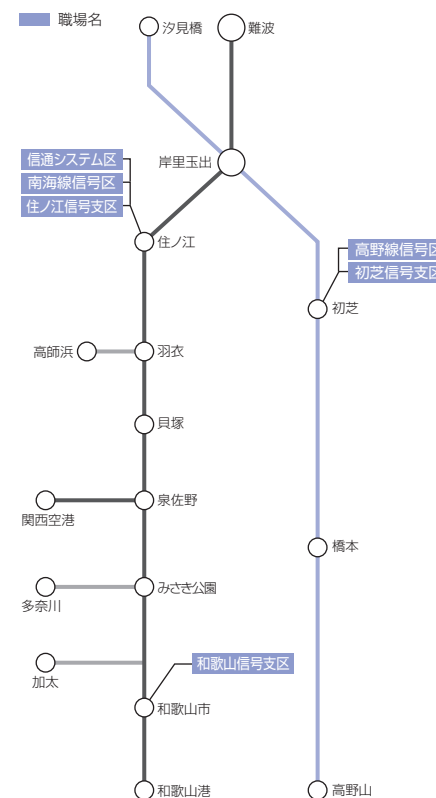 職場名
汐見橋
難波
岸里玉出
信通システム区
南海線信号区
住ノ江信号支区
住ノ江
高野線信号区
初芝信号支区
初芝
高師浜
羽衣
貝塚
泉佐野
関西空港
橋本
みさき公園
多奈川
和歌山信号支区
加太
和歌山市
和歌山港
高野山